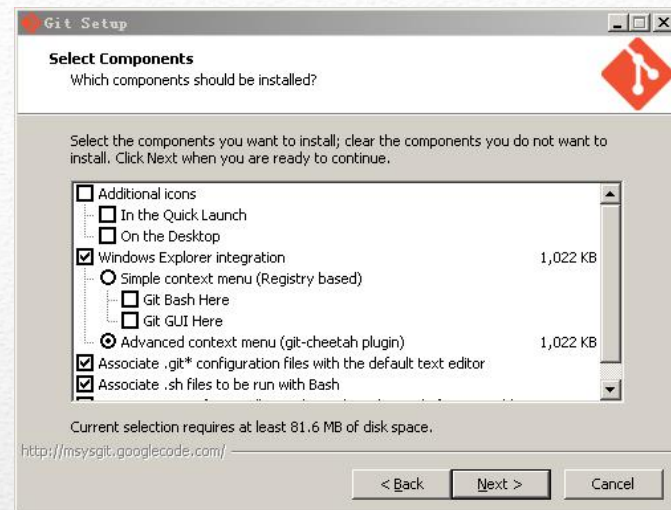 Git Setup
Select Components
Which components should be installed?
Select the components you want to install; clear the components you do not want to
install. Click Next when you are ready to continue.
Additional icons
In the Quick Launch
On the Desktop
Windows Explorer integration 1,022 KB
Simple context menu (Registry based)
Git Bash Here
Git GUI Here
Advanced context menu (git-cheetah plugin) 1,022 KB
Associate .git* configuration files with the default text editor
Associate .sh files to be run with Bash
Current selection requires at least 81.6 MB of disk space.
http://msysgit.googlecode.com/
< Back Next > Cancel